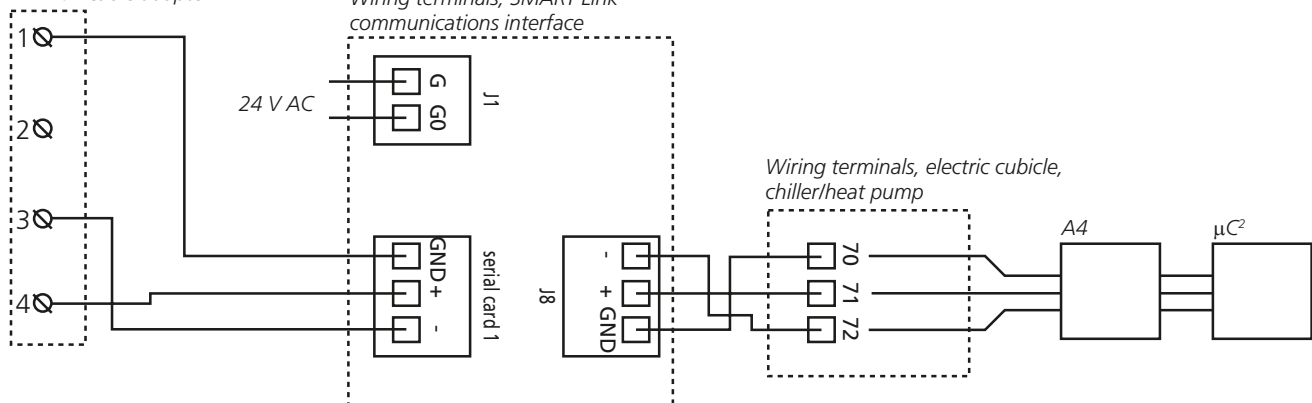 Wiring terminals, SMART Link
communications interface
1
2
3
4
24 V AC
G
G0
J1
GND
+
-
serial card 1
J8
-
+
GND
Wiring terminals, electric cubicle,
chiller/heat pump
70
71
72
A4
µC²